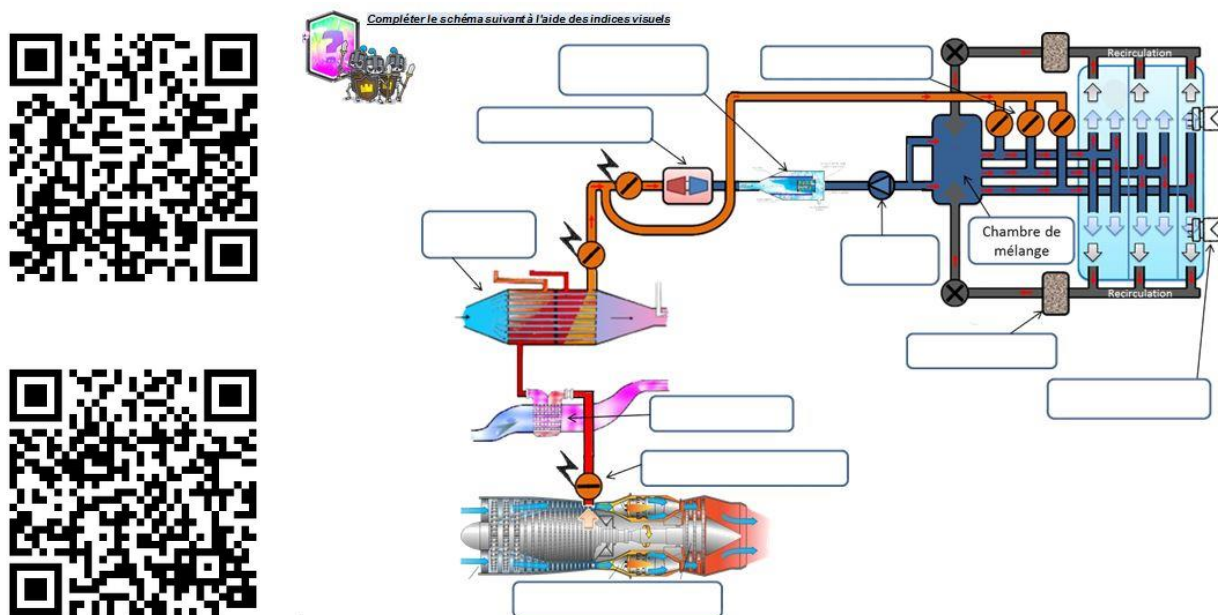 Compléter le schéma suivant à l'aide des indices visuels
Recirculation
Chambre de
mélange
Recirculation